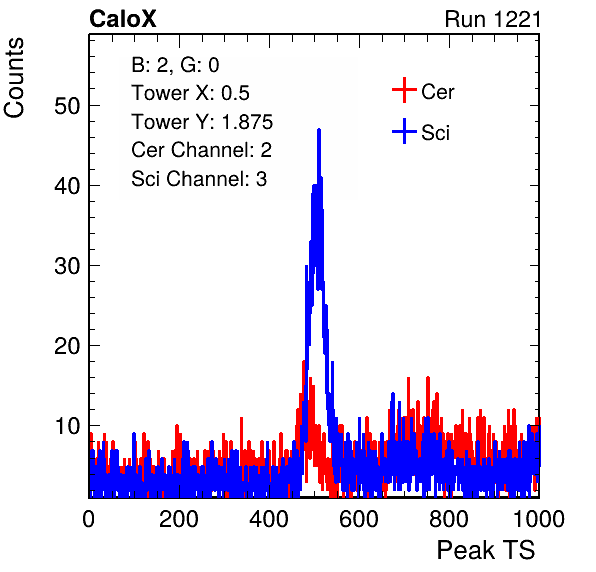 CaloX Run 1221
Counts
B: 2, G: 0
Tower X: 0.5
Tower Y: 1.875
Cer Channel: 2
Sci Channel: 3
Cer
Sci
50
40
30
20
10
0 200 400 600 800 1000
Peak TS